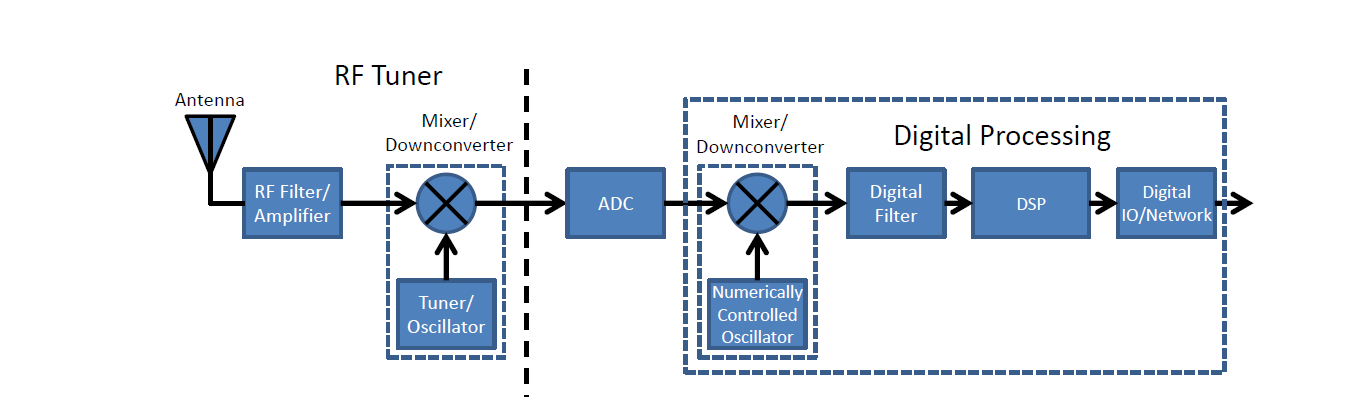 RF Tuner
Antenna
Mixer/
Downconverter
RF Filter/
Amplifier
Tuner/
Oscillator
ADC
Mixer/
Downconverter
Numerically
Controlled
Oscillator
Digital Processing
Digital
Filter
DSP
Digital
IO/Network